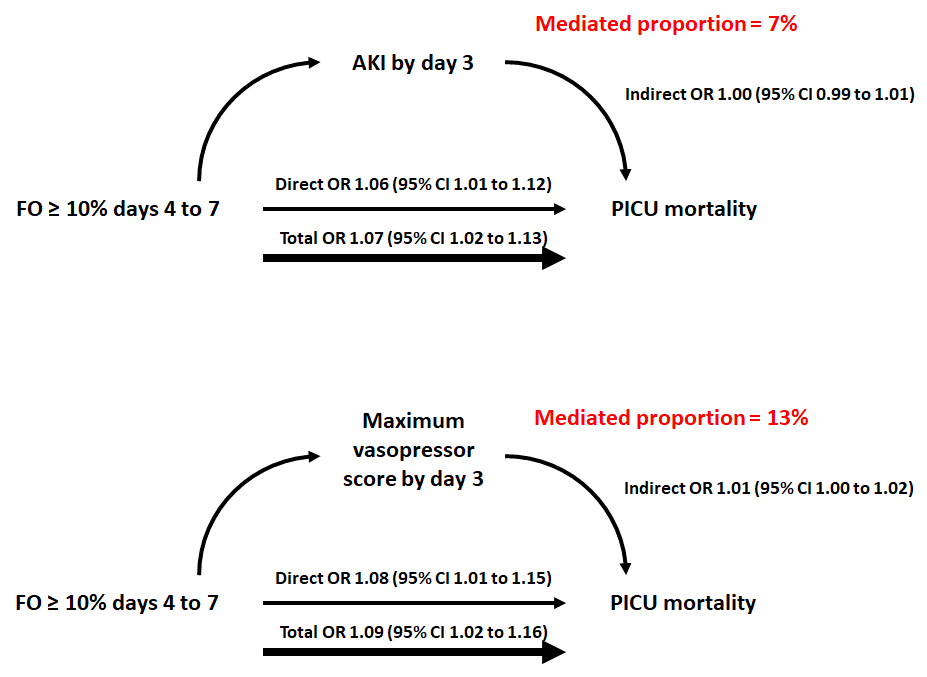 Mediated proportion = 7%
AKI by day 3
Indirect OR 1.00 (95% CI 0.99 to 1.01)
Direct OR 1.06 (95% CI 1.01 to 1.12)
FO ≥ 10% days 4 to 7
PICU mortality
Total OR 1.07 (95% CI 1.02 to 1.13)
Mediated proportion = 13%
Maximum
vasopressor
score by day 3
Indirect OR 1.01 (95% CI 1.00 to 1.02)
Direct OR 1.08 (95% CI 1.01 to 1.15)
FO ≥ 10% days 4 to 7
PICU mortality
Total OR 1.09 (95% CI 1.02 to 1.16)